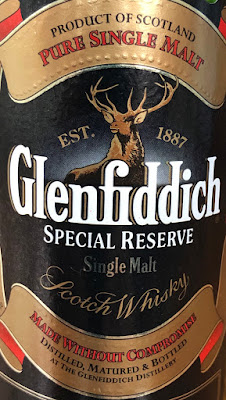 PRODUCT OF SCOTLAND
PURE SINGLE MALT
EST. 1887
Glenfiddich
SPECIAL RESERVE
Single Malt
Scotch Whisky
MADE WITHOUT COMPROMISE
DISTILLED, MATURED & BOTTLED
AT THE GLENFIDDICH DISTILLERY